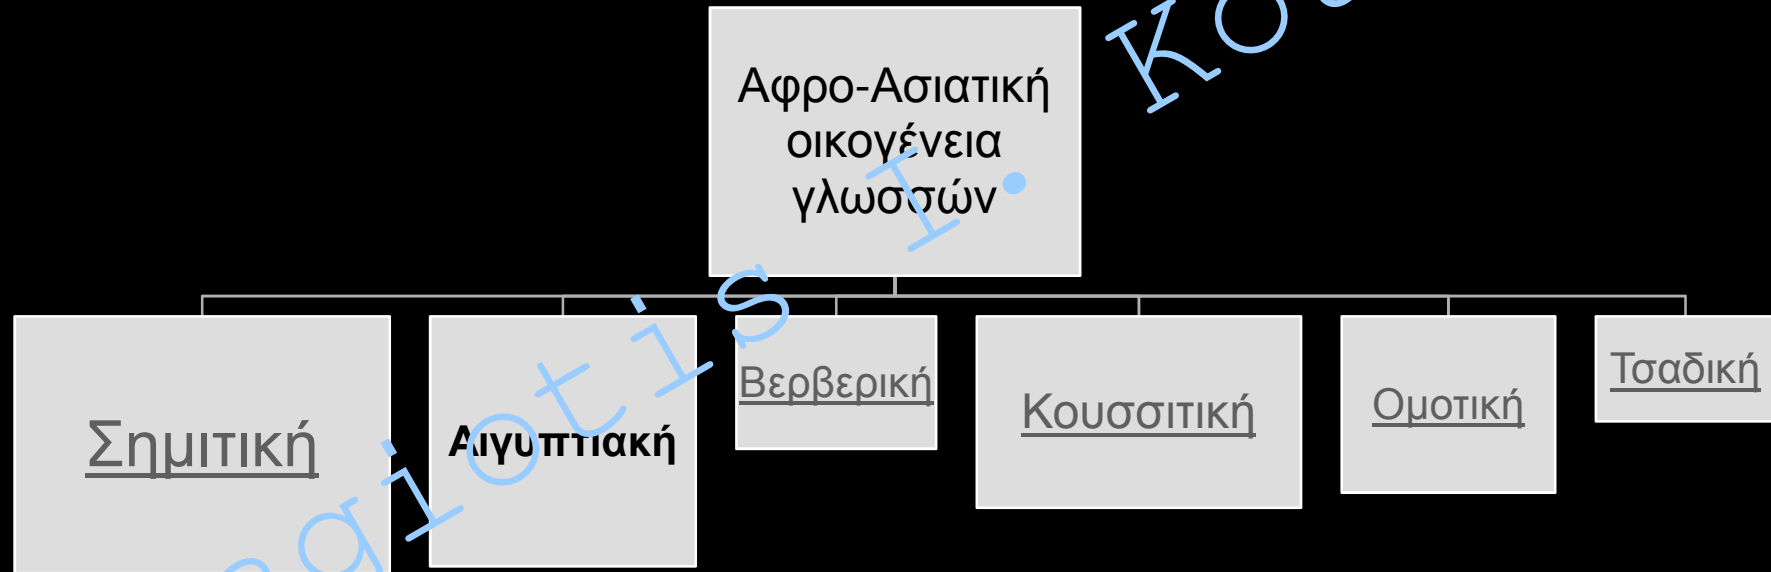 Αφρο-Ασιατική
οικογένεια
γλωσσών
Σημιτική
Αιγυπτιακή
Βερβερική
Κουσσιτική
Ομοτική
Τσαδική